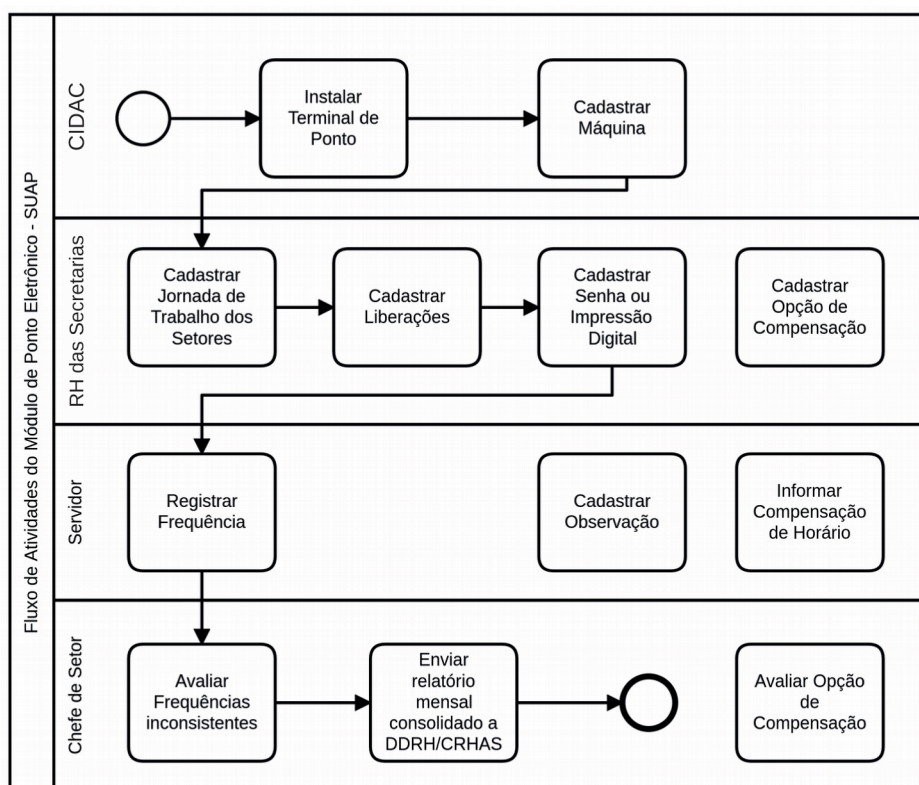 Fluxo de Atividades do Módulo de Ponto Eletrônico - SUAP
CIDAC
Instalar
Terminal de
Ponto
Cadastrar
Máquina
RH das Secretarias
Cadastrar
Jornada de
Trabalho dos
Setores
Cadastrar
Liberações
Cadastrar
Senha ou
Impressão
Digital
Cadastrar
Opção de
Compensação
Servidor
Registrar
Frequência
Cadastrar
Observação
Informar
Compensação
de Horário
Chefe de Setor
Avaliar
Frequências
inconsistentes
Enviar
relatório
mensal
consolidado a
DDRH/CRHAS
Avaliar Opção
de
Compensação